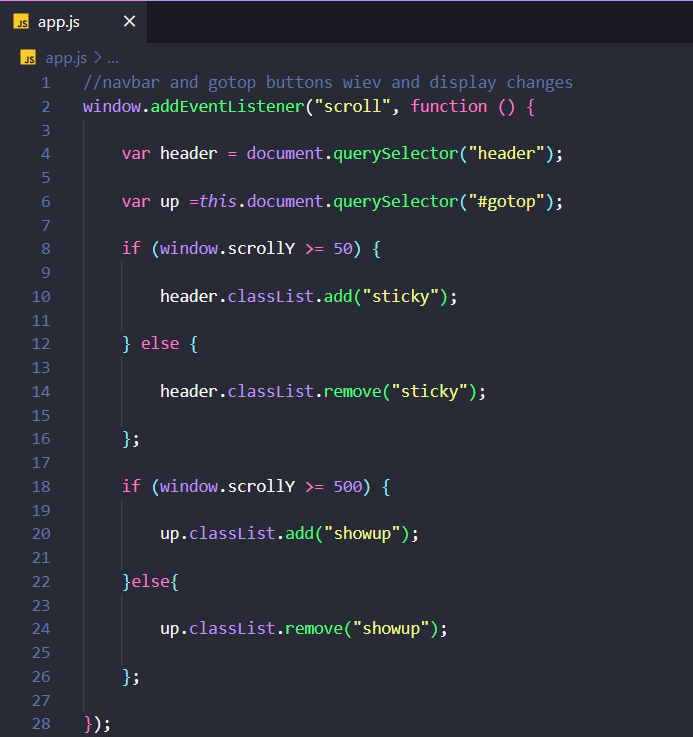 JS app.js ×
JS app.js > ...
1 //navbar and gotop buttons wiev and display changes
2 window.addEventListener("scroll", function () {
3
4 var header = document.querySelector("header");
5
6 var up =this.document.querySelector("#gotop");
7
8 if (window.scrollY >= 50) {
9
10 header.classList.add("sticky");
11
12 } else {
13
14 header.classList.remove("sticky");
15
16 };
17
18 if (window.scrollY >= 500) {
19
20 up.classList.add("showup");
21
22 }else{
23
24 up.classList.remove("showup");
25
26 };
27
28 });